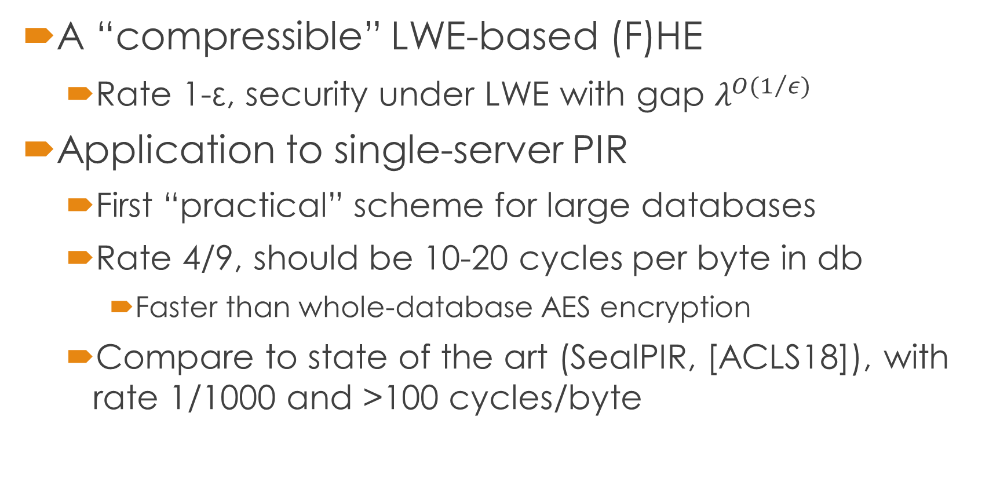 A “compressible” LWE-based (F)HE
Rate 1-ε, security under LWE with gap λ^{O(1/ϵ)}
Application to single-server PIR
First “practical” scheme for large databases
Rate 4/9, should be 10-20 cycles per byte in db
Faster than whole-database AES encryption
Compare to state of the art (SealPIR, [ACLS18]), with
rate 1/1000 and >100 cycles/byte